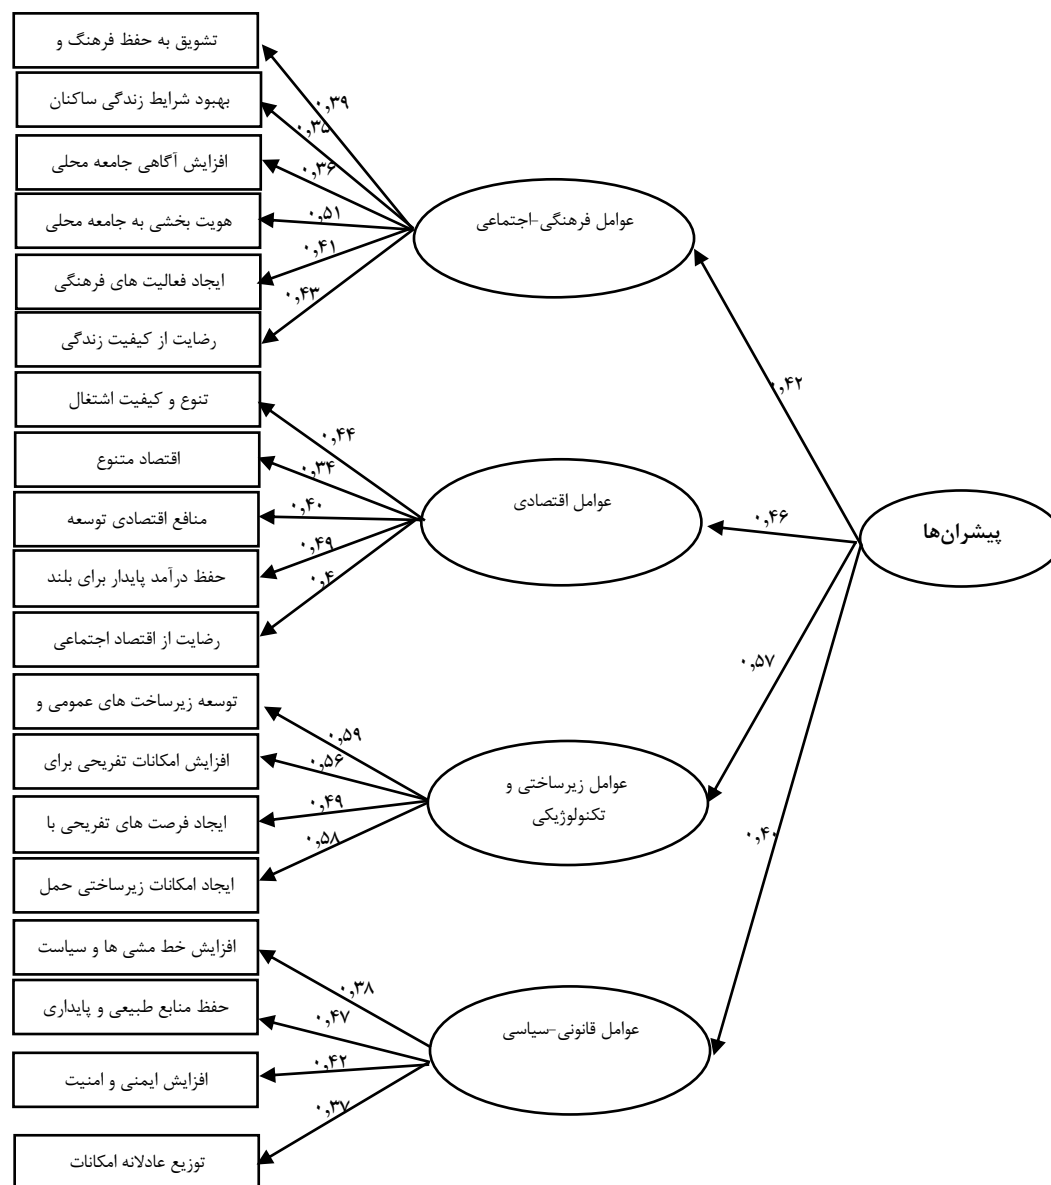 تشویق به حفظ فرهنگ و
بهبود شرایط زندگی ساکنان
افزایش آگاهی جامعه محلی
هویت بخشی به جامعه محلی
ایجاد فعالیت های فرهنگی
رضایت از کیفیت زندگی
تنوع و کیفیت اشتغال
اقتصاد متنوع
منافع اقتصادی توسعه
حفظ درآمد پایدار برای بلند
رضایت از اقتصاد اجتماعی
توسعه زیرساخت های عمومی و
افزایش امکانات تفریحی برای
ایجاد فرصت های تفریحی با
ایجاد امکانات زیرساختی حمل
افزایش خط مشی ها و سیاست
حفظ منابع طبیعی و پایداری
افزایش ایمنی و امنیت
توزیع عادلانه امکانات
۰,۳۹
۰,۳۵
۰,۳۶
۰,۵۱
۰,۴۱
۰,۴۳
۰,۴۴
۰,۳۴
۰,۴۰
۰,۴۹
۰,۴
۰,۵۹
۰,۵۶
۰,۴۹
۰,۵۸
۰,۳۸
۰,۴۷
۰,۴۲
۰,۳۷
عوامل فرهنگی-اجتماعی
عوامل اقتصادی
عوامل زیرساختی و
تکنولوژیکی
عوامل قانونی-سیاسی
۰,۴۲
۰,۴۶
۰,۵۷
۰,۴۰
پیشران‌ها